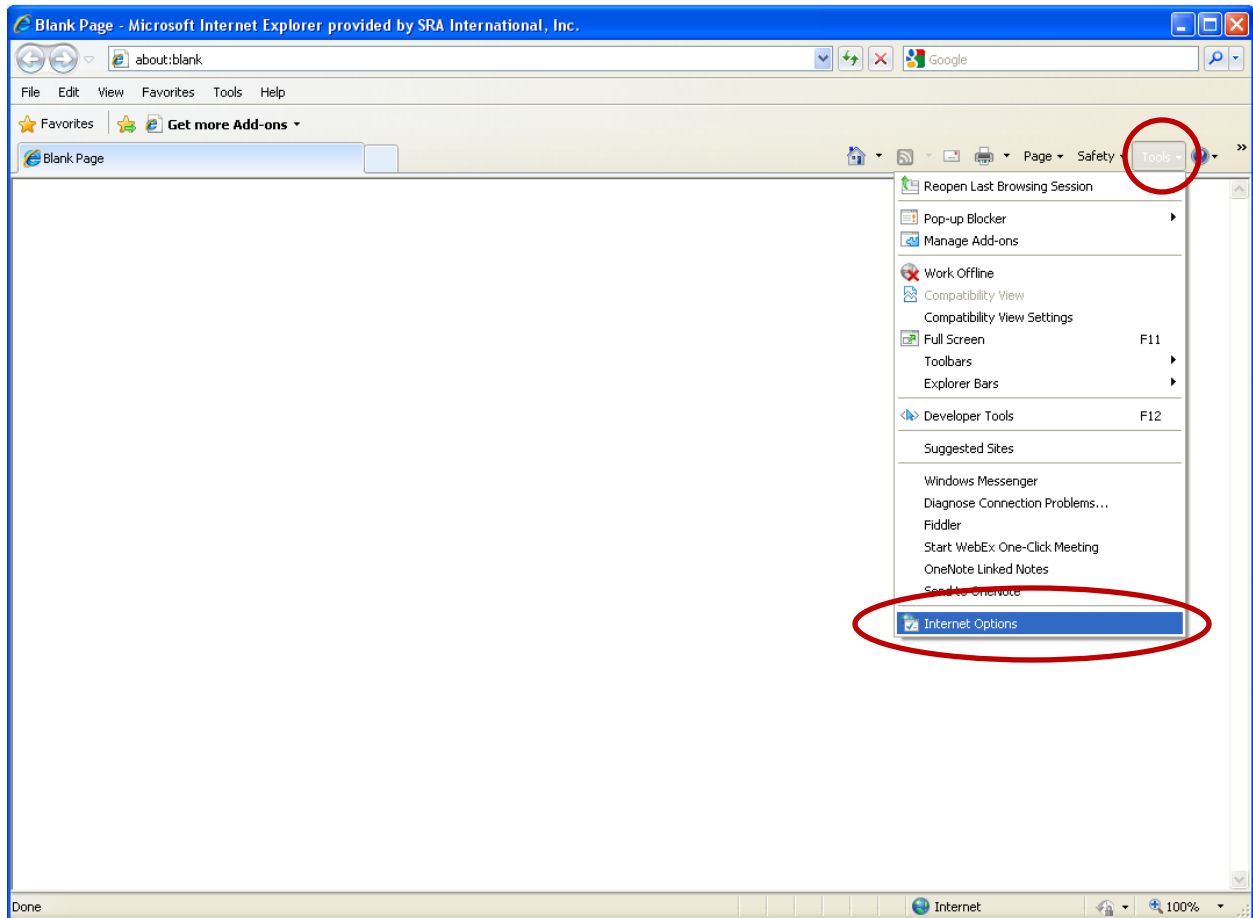 Blank Page - Microsoft Internet Explorer provided by SRA International, Inc.
about:blank
Google
File Edit View Favorites Tools Help
Favorites Get more Add-ons
Blank Page Page Safety Tools »
Reopen Last Browsing Session
Pop-up Blocker
Manage Add-ons
Work Offline
Compatibility View
Compatibility View Settings
Full Screen F11
Toolbars
Explorer Bars
Developer Tools F12
Suggested Sites
Windows Messenger
Diagnose Connection Problems...
Fiddler
Start WebEx One-Click Meeting
OneNote Linked Notes
Send to OneNote
Internet Options
Done Internet 100%